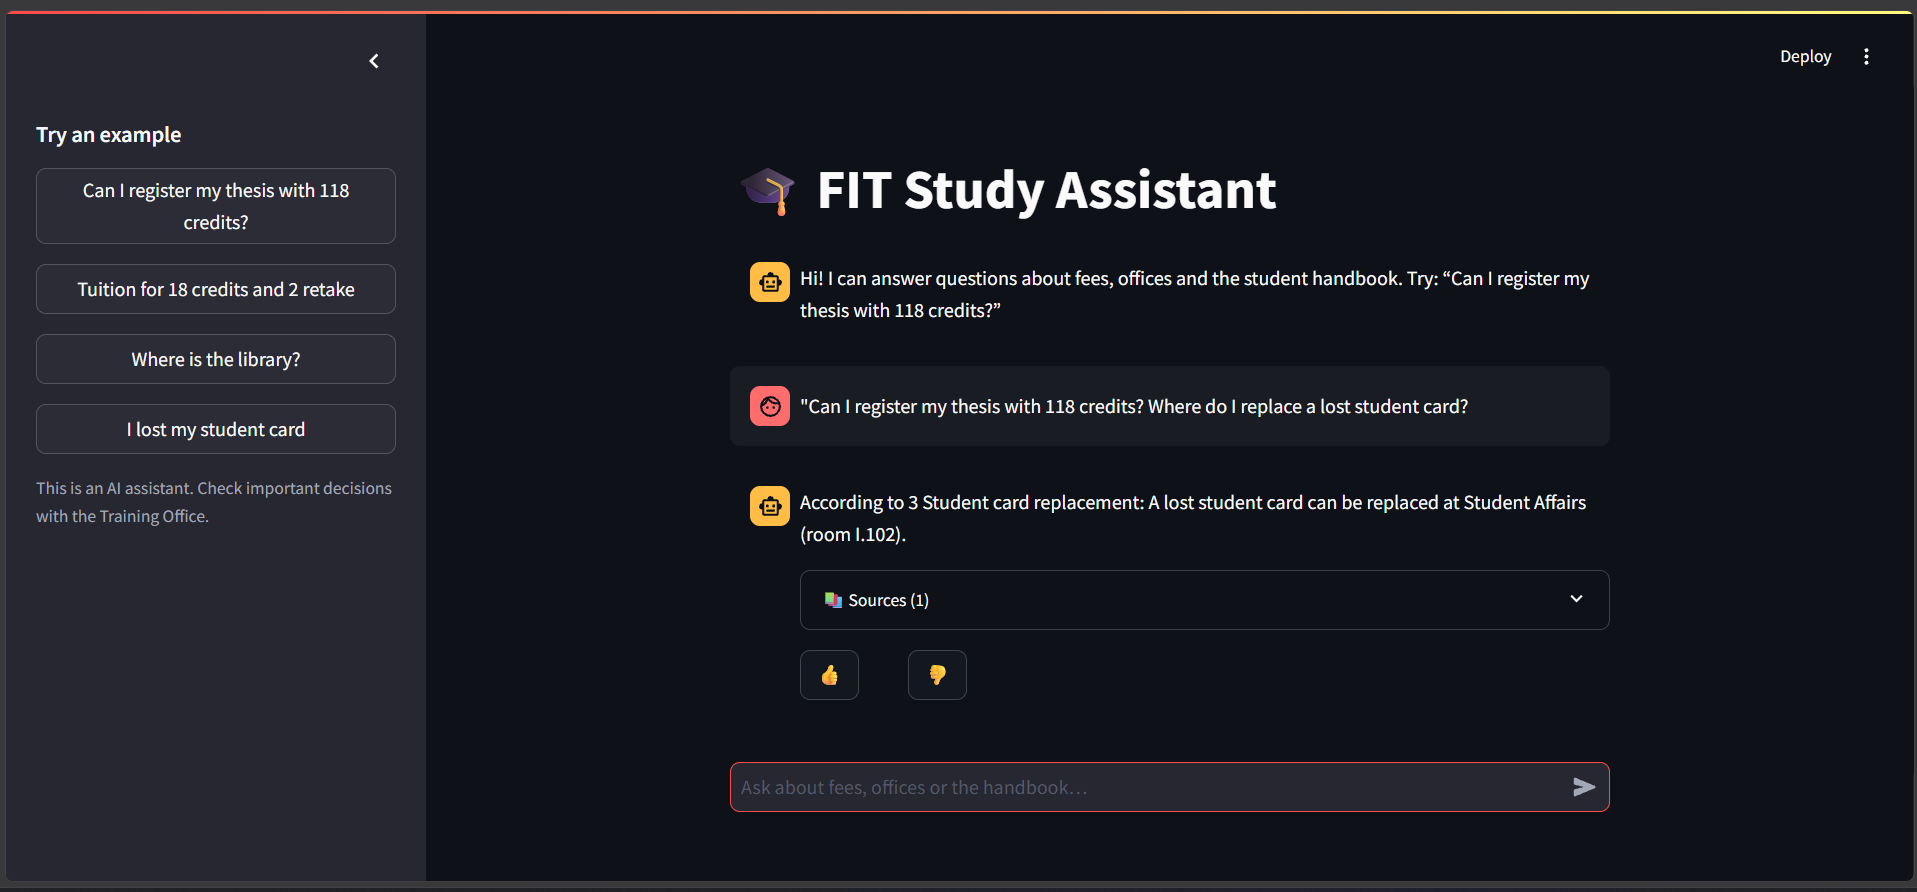 Deploy
Try an example
Can I register my thesis with 118
credits?
Tuition for 18 credits and 2 retake
Where is the library?
I lost my student card
This is an AI assistant. Check important decisions
with the Training Office.
FIT Study Assistant
Hi! I can answer questions about fees, offices and the student handbook. Try: “Can I register my
thesis with 118 credits?”
"Can I register my thesis with 118 credits? Where do I replace a lost student card?
According to 3 Student card replacement: A lost student card can be replaced at Student Affairs
(room I.102).
Sources (1)
Ask about fees, offices or the handbook…